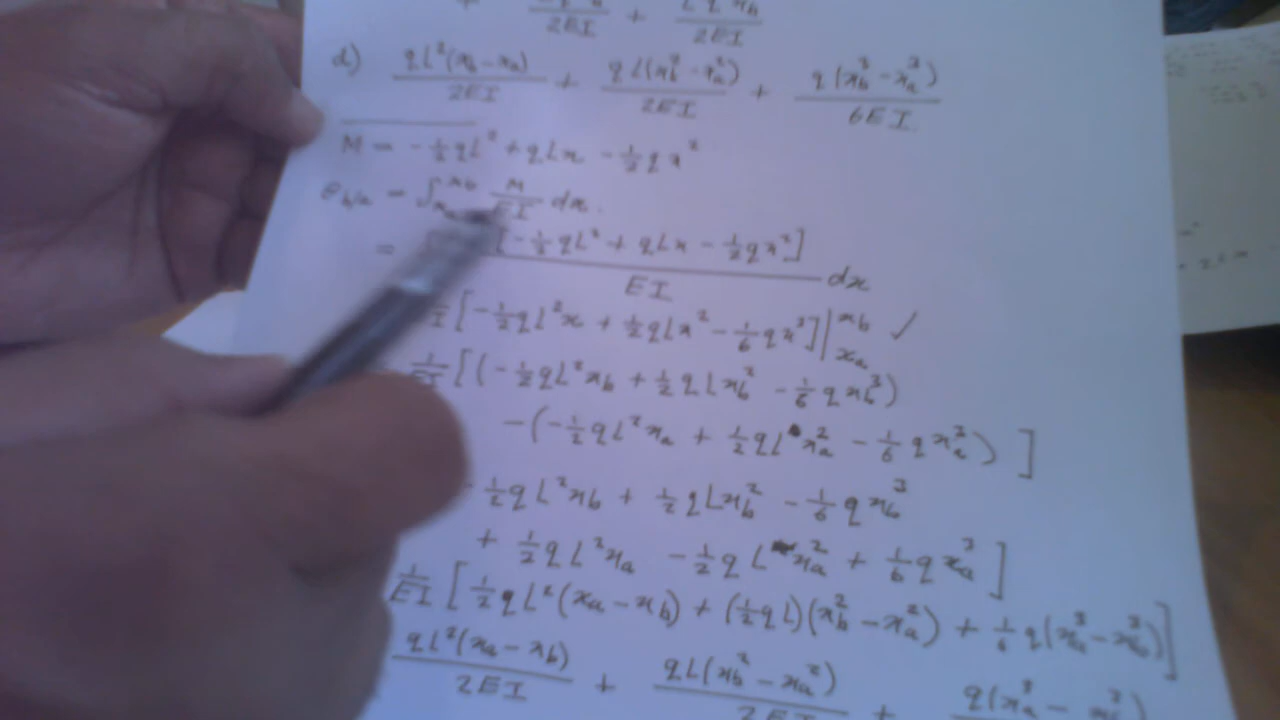 + 2EI + 2EI
d) qL²(x_b - x_a)/2EI + qL(x_b² - x_a²)/2EI + q(x_b³ - x_a³)/6EI
M = -½qL² + qLx - ½qx²
θ_b/a = ∫_{x_a}^{x_b} M/EI dx.
= [-½qL² + qLx - ½qx²]/EI dx
[-½qL²x + ½qLx² - ⅙qx³]|_{x_a}^{x_b} ✓
1/EI [(-½qL²x_b + ½qLx_b² - ⅙qx_b³)
-(-½qL²x_a + ½qLx_a² - ⅙qx_a³)]
½qL²x_b + ½qLx_b² - ⅙qx_b³
+ ½qL²x_a - ½qLx_a² + ⅙qx_a³]
1/EI [½qL²(x_a - x_b) + (½qL)(x_b² - x_a²) + ⅙q(x_a³ - x_b³)]
qL²(x_a - x_b)/2EI + qL(x_b² - x_a²)/2EI + q(x_a³ -